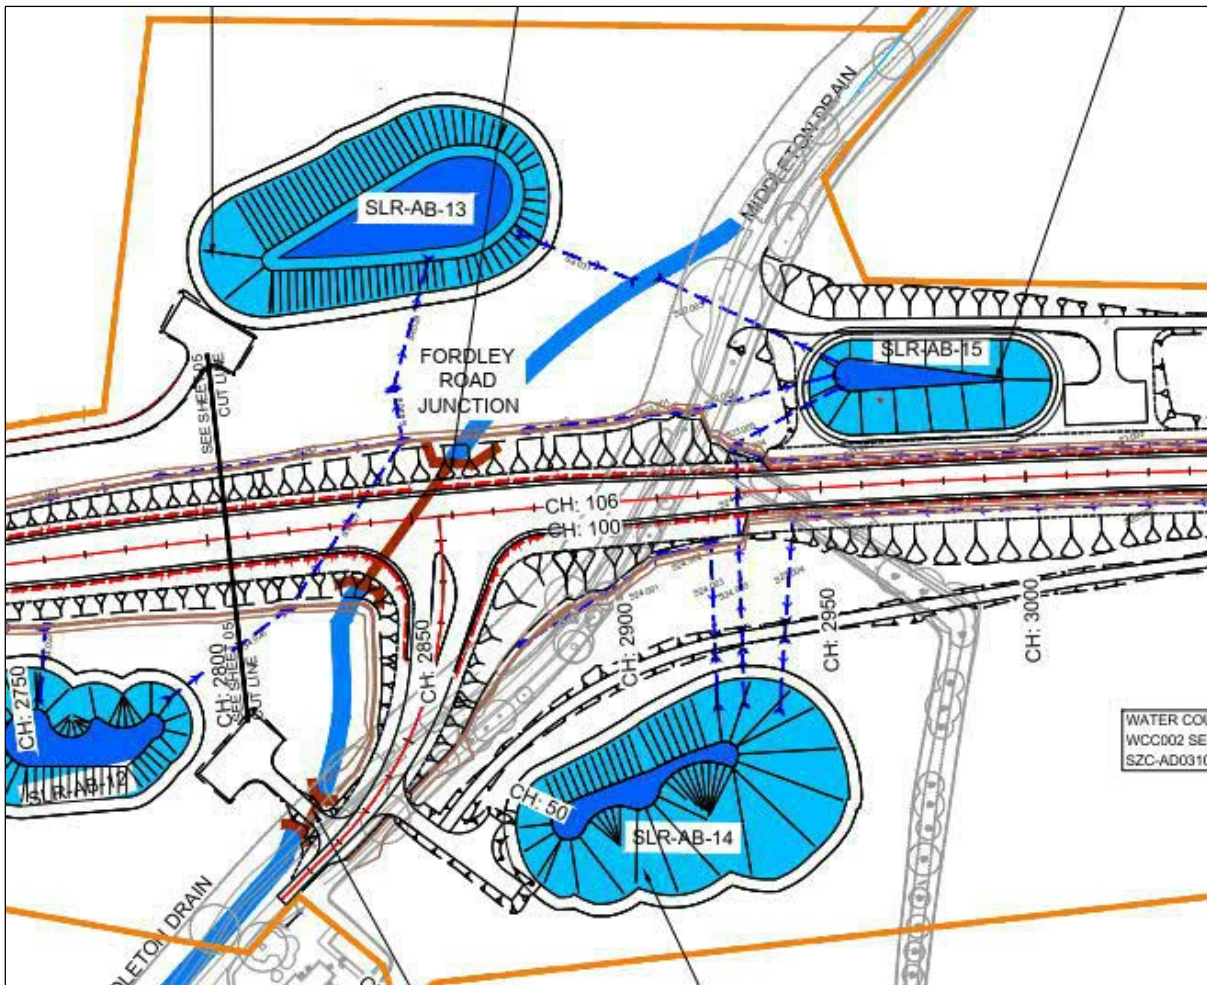 MIDDLETON DRAIN
SLR-AB-13
FORDLEY
ROAD
JUNCTION
SLR-AB-15
SEE SHEET 05
CUT LINE
CH: 106
CH: 100
S24.001
CH: 2750
CH: 2800
SEE SHEET 05
CUT LINE
CH: 2850
CH: 2900
CH: 2950
CH: 3000
SLR-AB-12
CH: 50
SLR-AB-14
WATER COU
WCC002 SE
SZC-AD0310
DLETON DRAIN